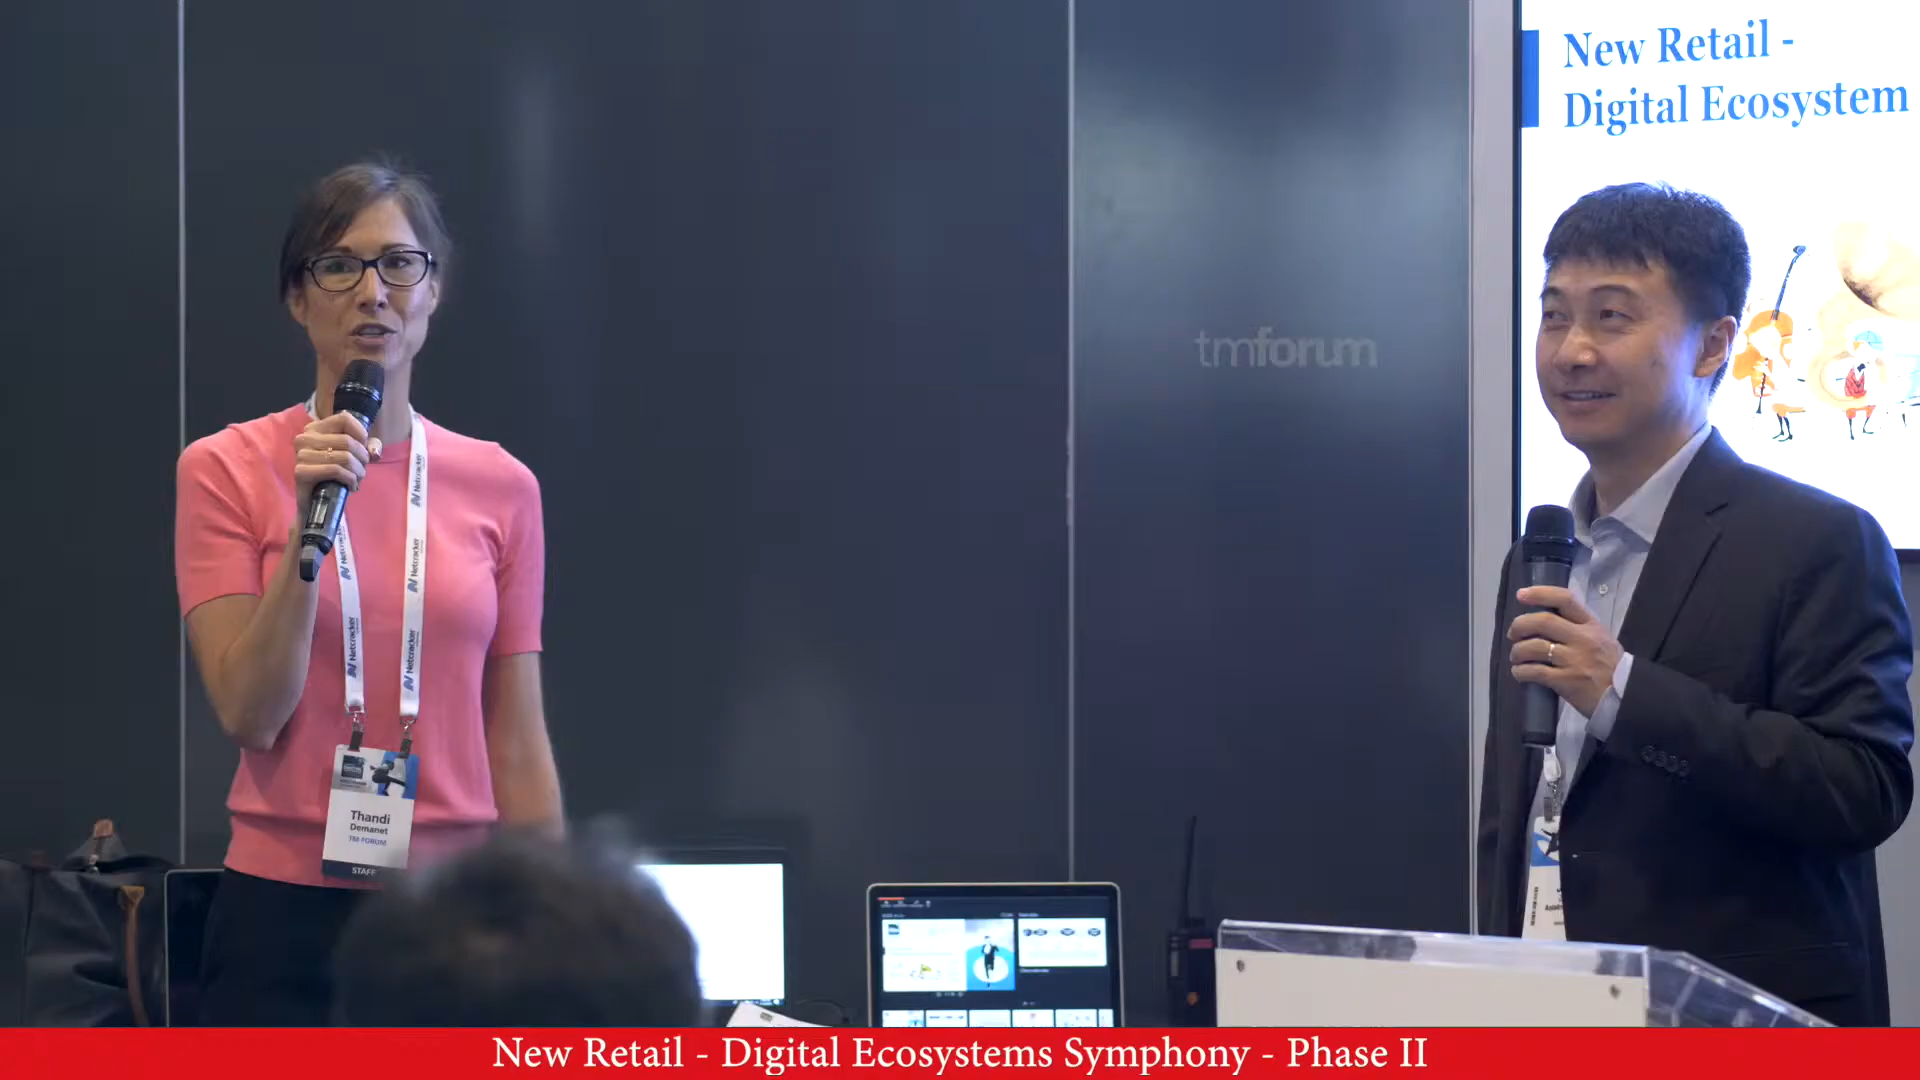 New Retail -
Digital Ecosystem
tmforum
Netcracker
Netcracker
Netcracker
Netcracker
Netcracker
Thandi
Demanet
TM FORUM
STAFF
New Retail - Digital Ecosystems Symphony - Phase II